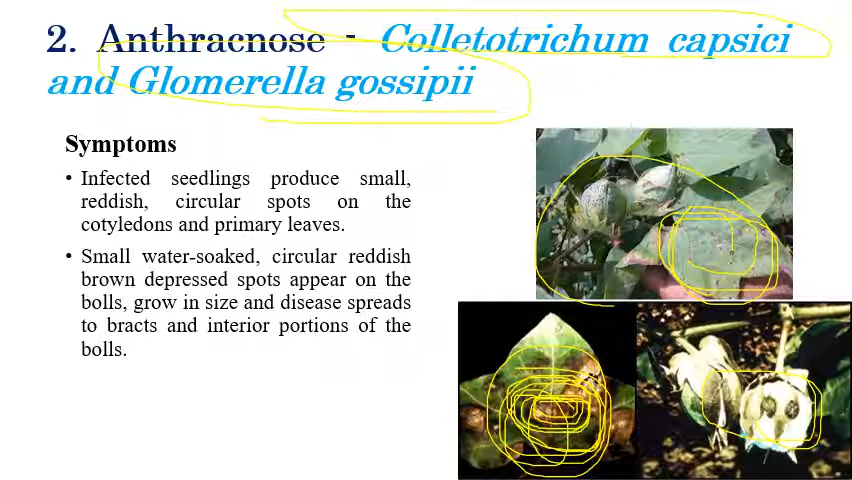 2. Anthracnose - Colletotrichum capsici
and Glomerella gossipii
Symptoms
• Infected seedlings produce small,
reddish, circular spots on the
cotyledons and primary leaves.
• Small water-soaked, circular reddish
brown depressed spots appear on the
bolls, grow in size and disease spreads
to bracts and interior portions of the
bolls.